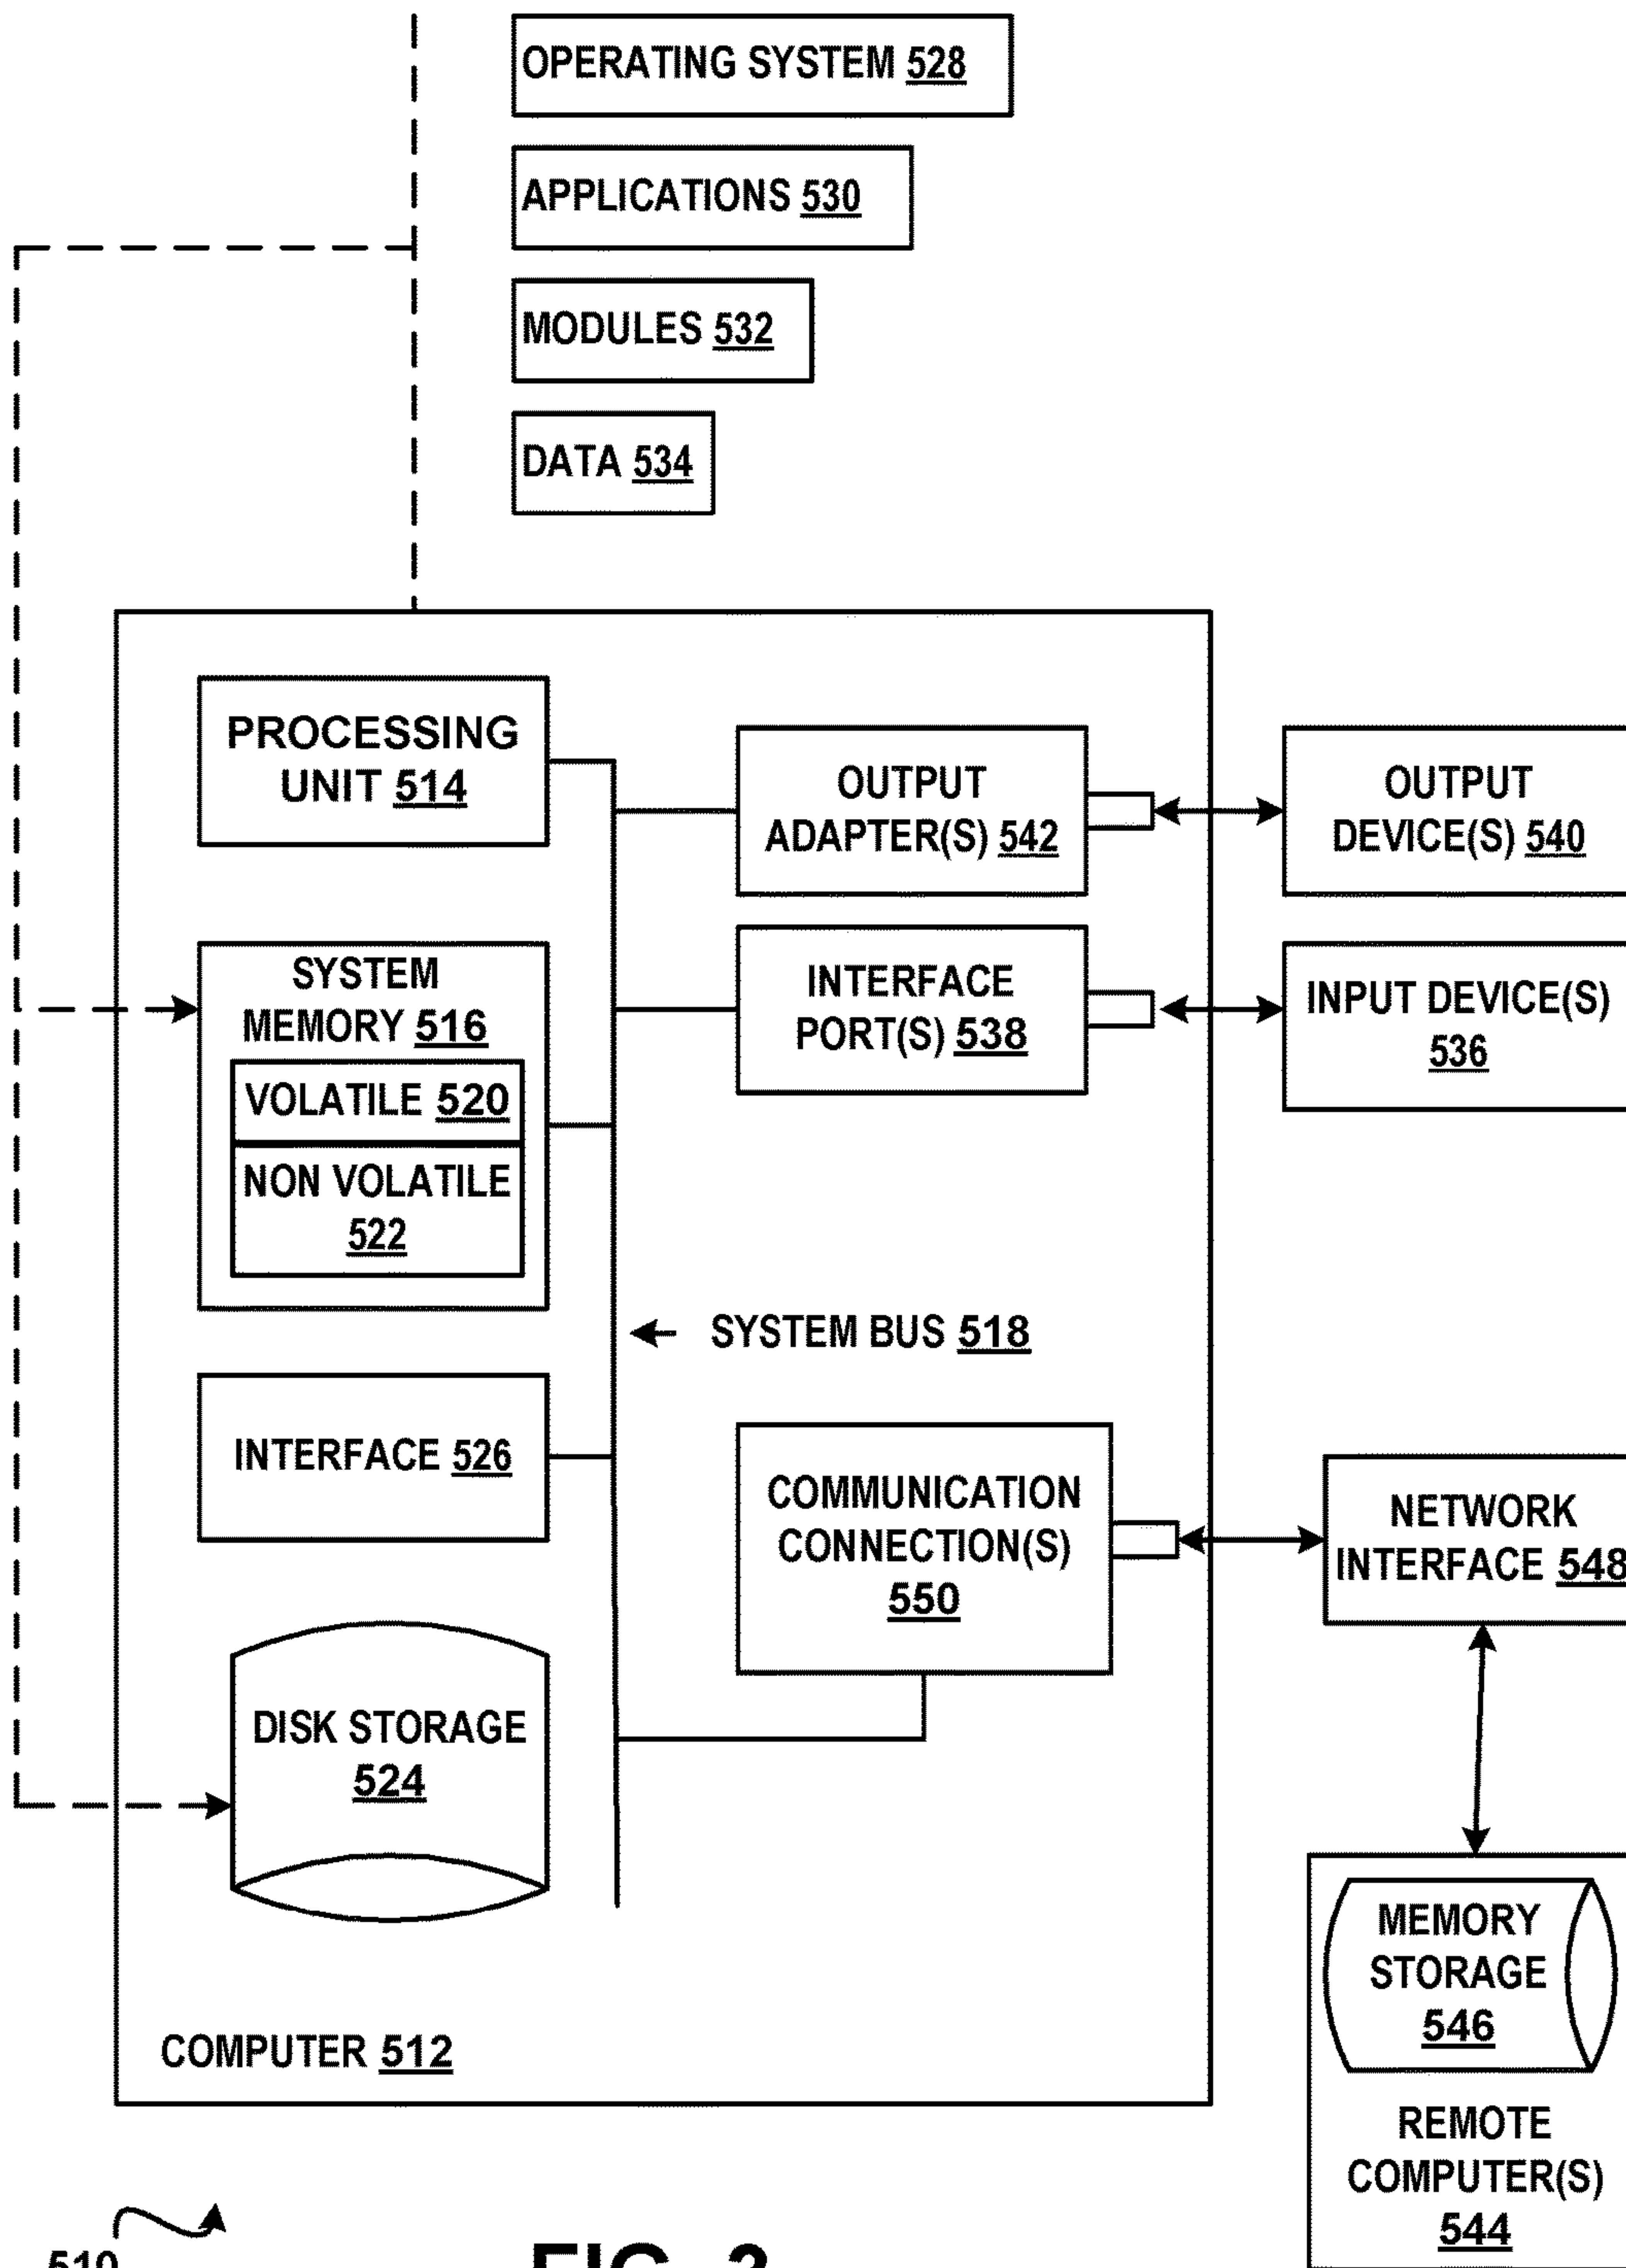 OPERATING SYSTEM 528
APPLICATIONS 530
MODULES 532
DATA 534
PROCESSING
UNIT 514
OUTPUT
ADAPTER(S) 542
OUTPUT
DEVICE(S) 540
SYSTEM
MEMORY 516
VOLATILE 520
NON VOLATILE
522
INTERFACE
PORT(S) 538
INPUT DEVICE(S)
536
SYSTEM BUS 518
INTERFACE 526
COMMUNICATION
CONNECTION(S)
550
NETWORK
INTERFACE 548
DISK STORAGE
524
MEMORY
STORAGE
546
COMPUTER 512
REMOTE
COMPUTER(S)
544
510
FIG.